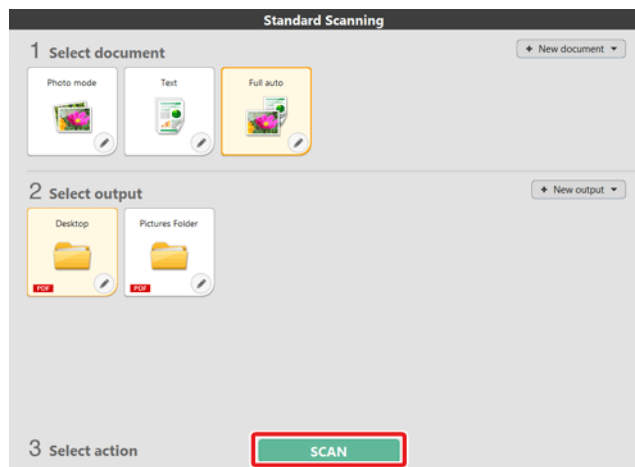 Standard Scanning
1 Select document
+ New document
Photo mode
Text
Full auto
2 Select output
+ New output
Desktop
Pictures Folder
PDF
PDF
3 Select action
SCAN